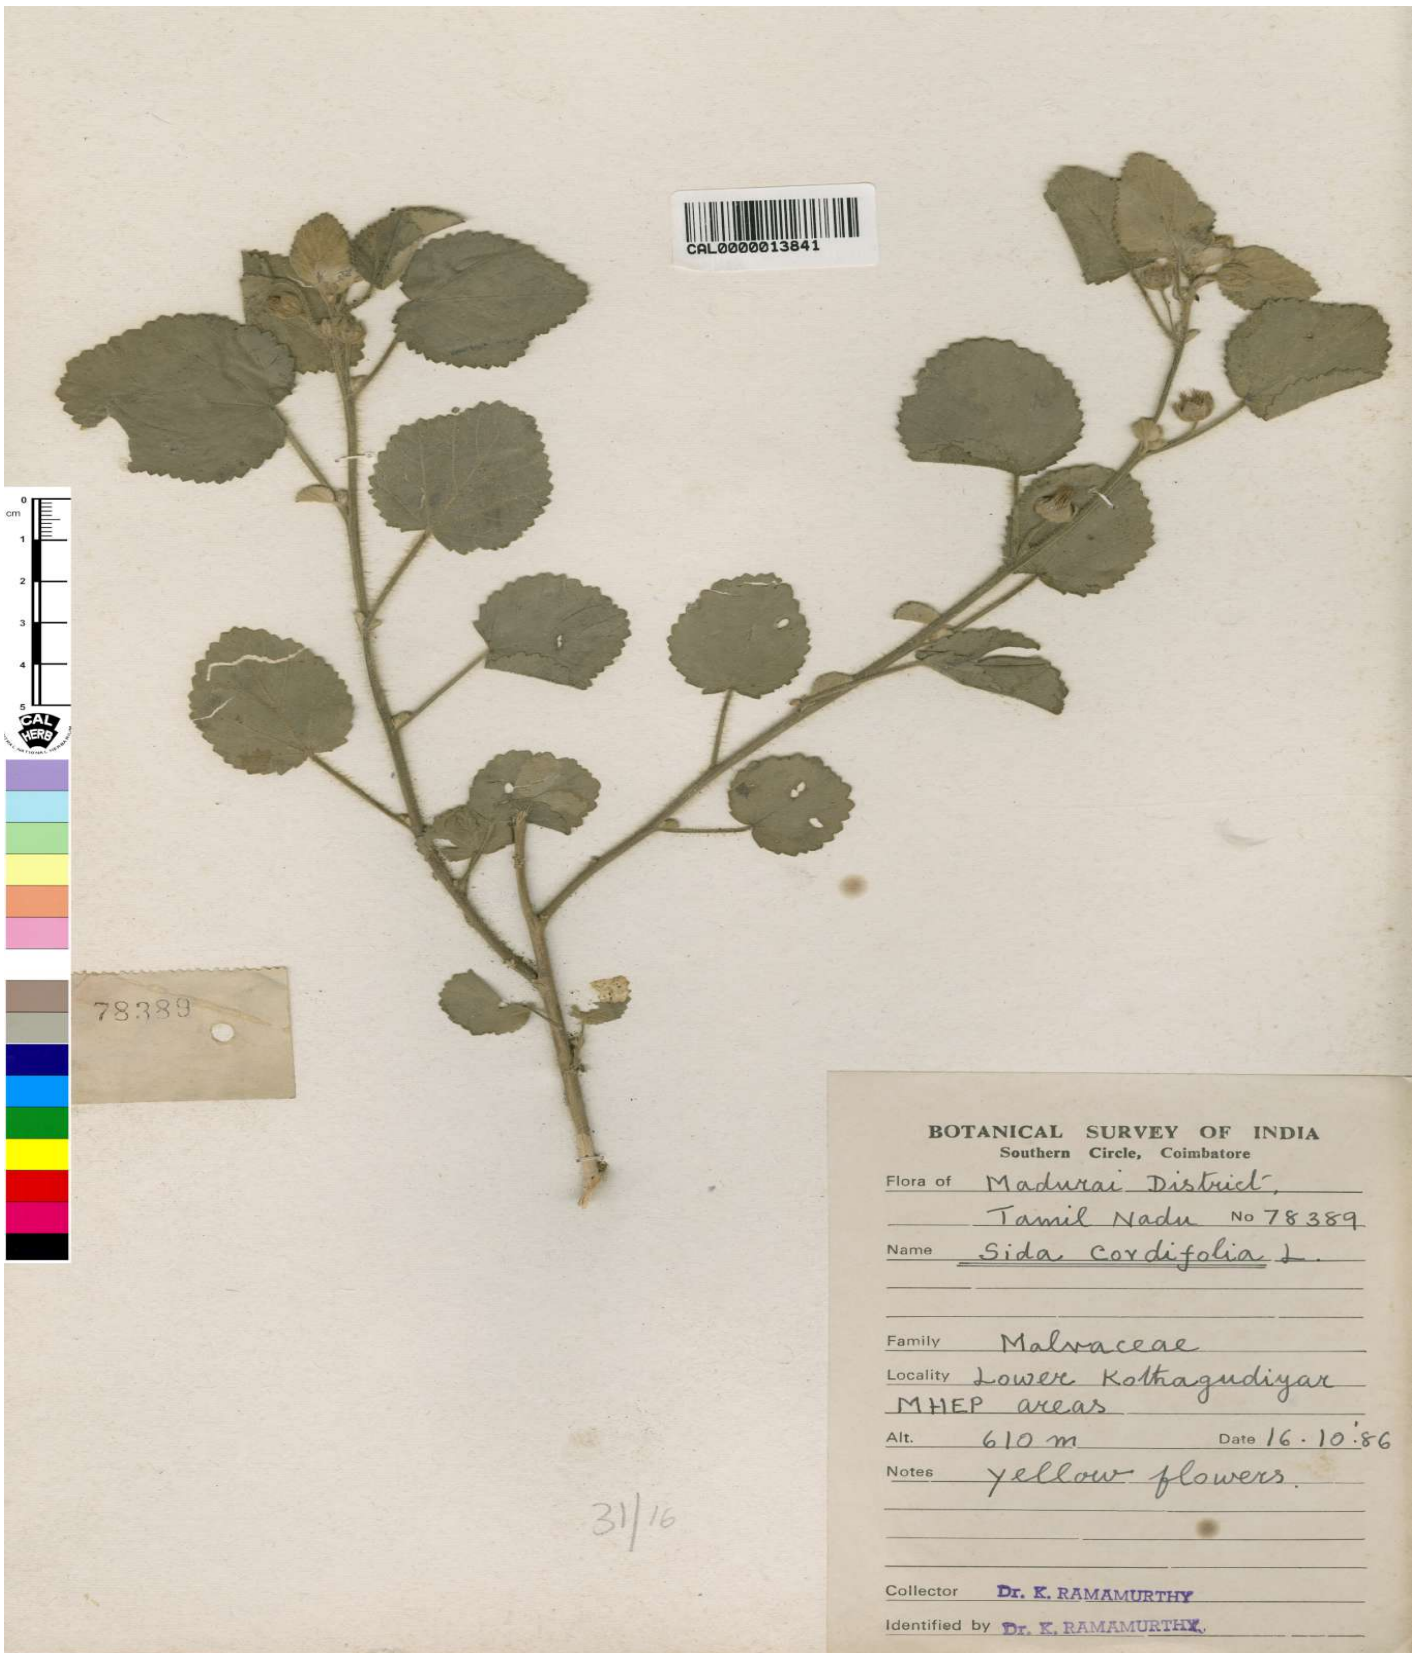 CAL0000013841
0
cm
1
2
3
4
5
CAL
HERB
78389
BOTANICAL SURVEY OF INDIA
Southern Circle, Coimbatore
Flora of Madurai District,
Tamil Nadu No 78389
Name Sida cordifolia L.
Family Malvaceae
Locality Lower Kothagudiyar
MHEP areas
Alt. 610 m Date 16.10.'86
Notes yellow flowers.
31/16
Collector Dr. K. RAMAMURTHY
Identified by Dr. K. RAMAMURTHY.